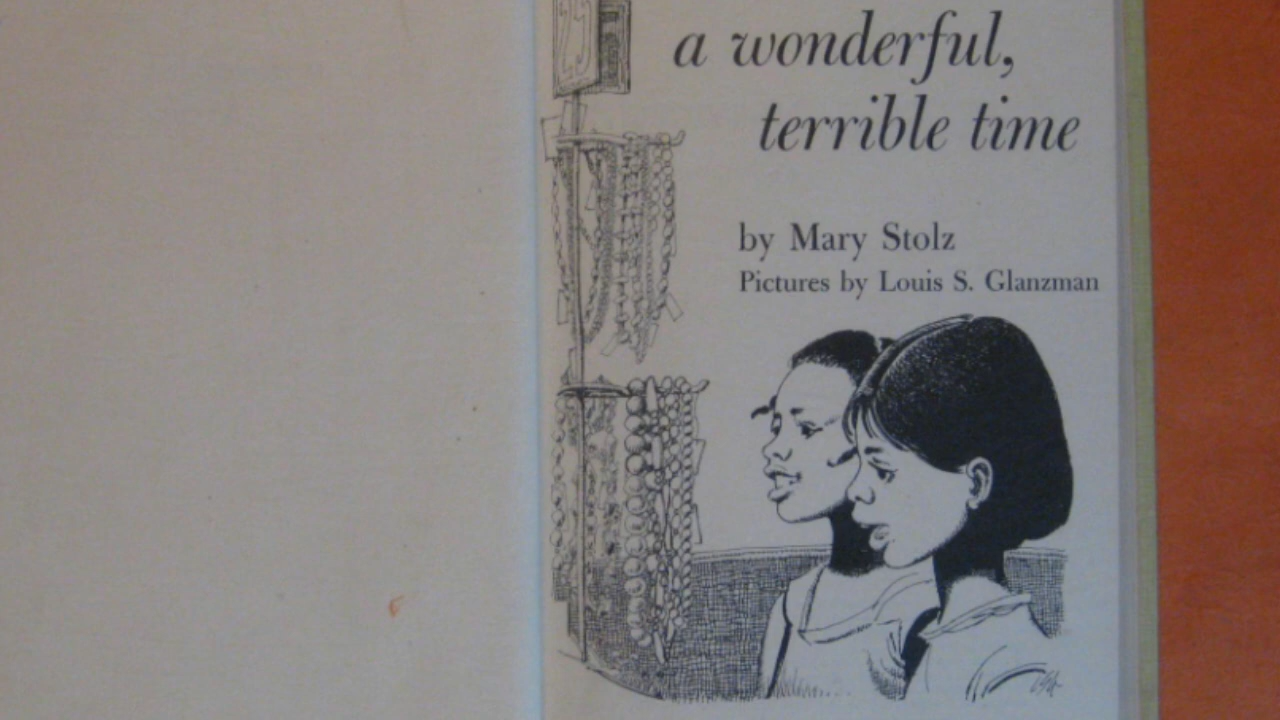 a wonderful,
terrible time
by Mary Stolz
Pictures by Louis S. Glanzman